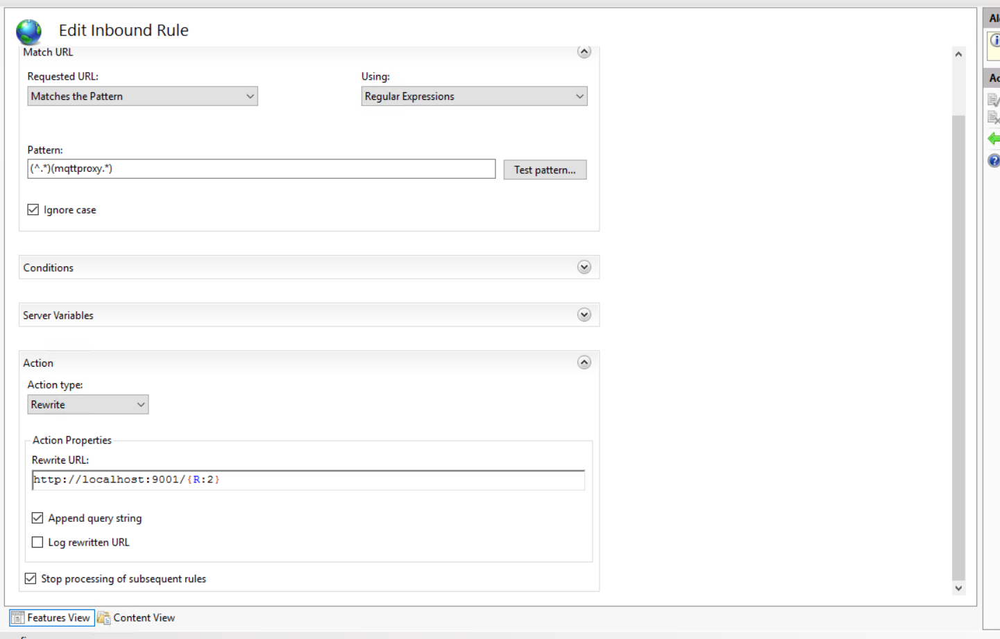 Edit Inbound Rule
Match URL
Requested URL: Using:
Matches the Pattern Regular Expressions
Pattern:
(^.*)(mqttproxy.*) Test pattern...
Ignore case
Conditions
Server Variables
Action
Action type:
Rewrite
Action Properties
Rewrite URL:
http://localhost:9001/{R:2}
Append query string
Log rewritten URL
Stop processing of subsequent rules
Features View Content View